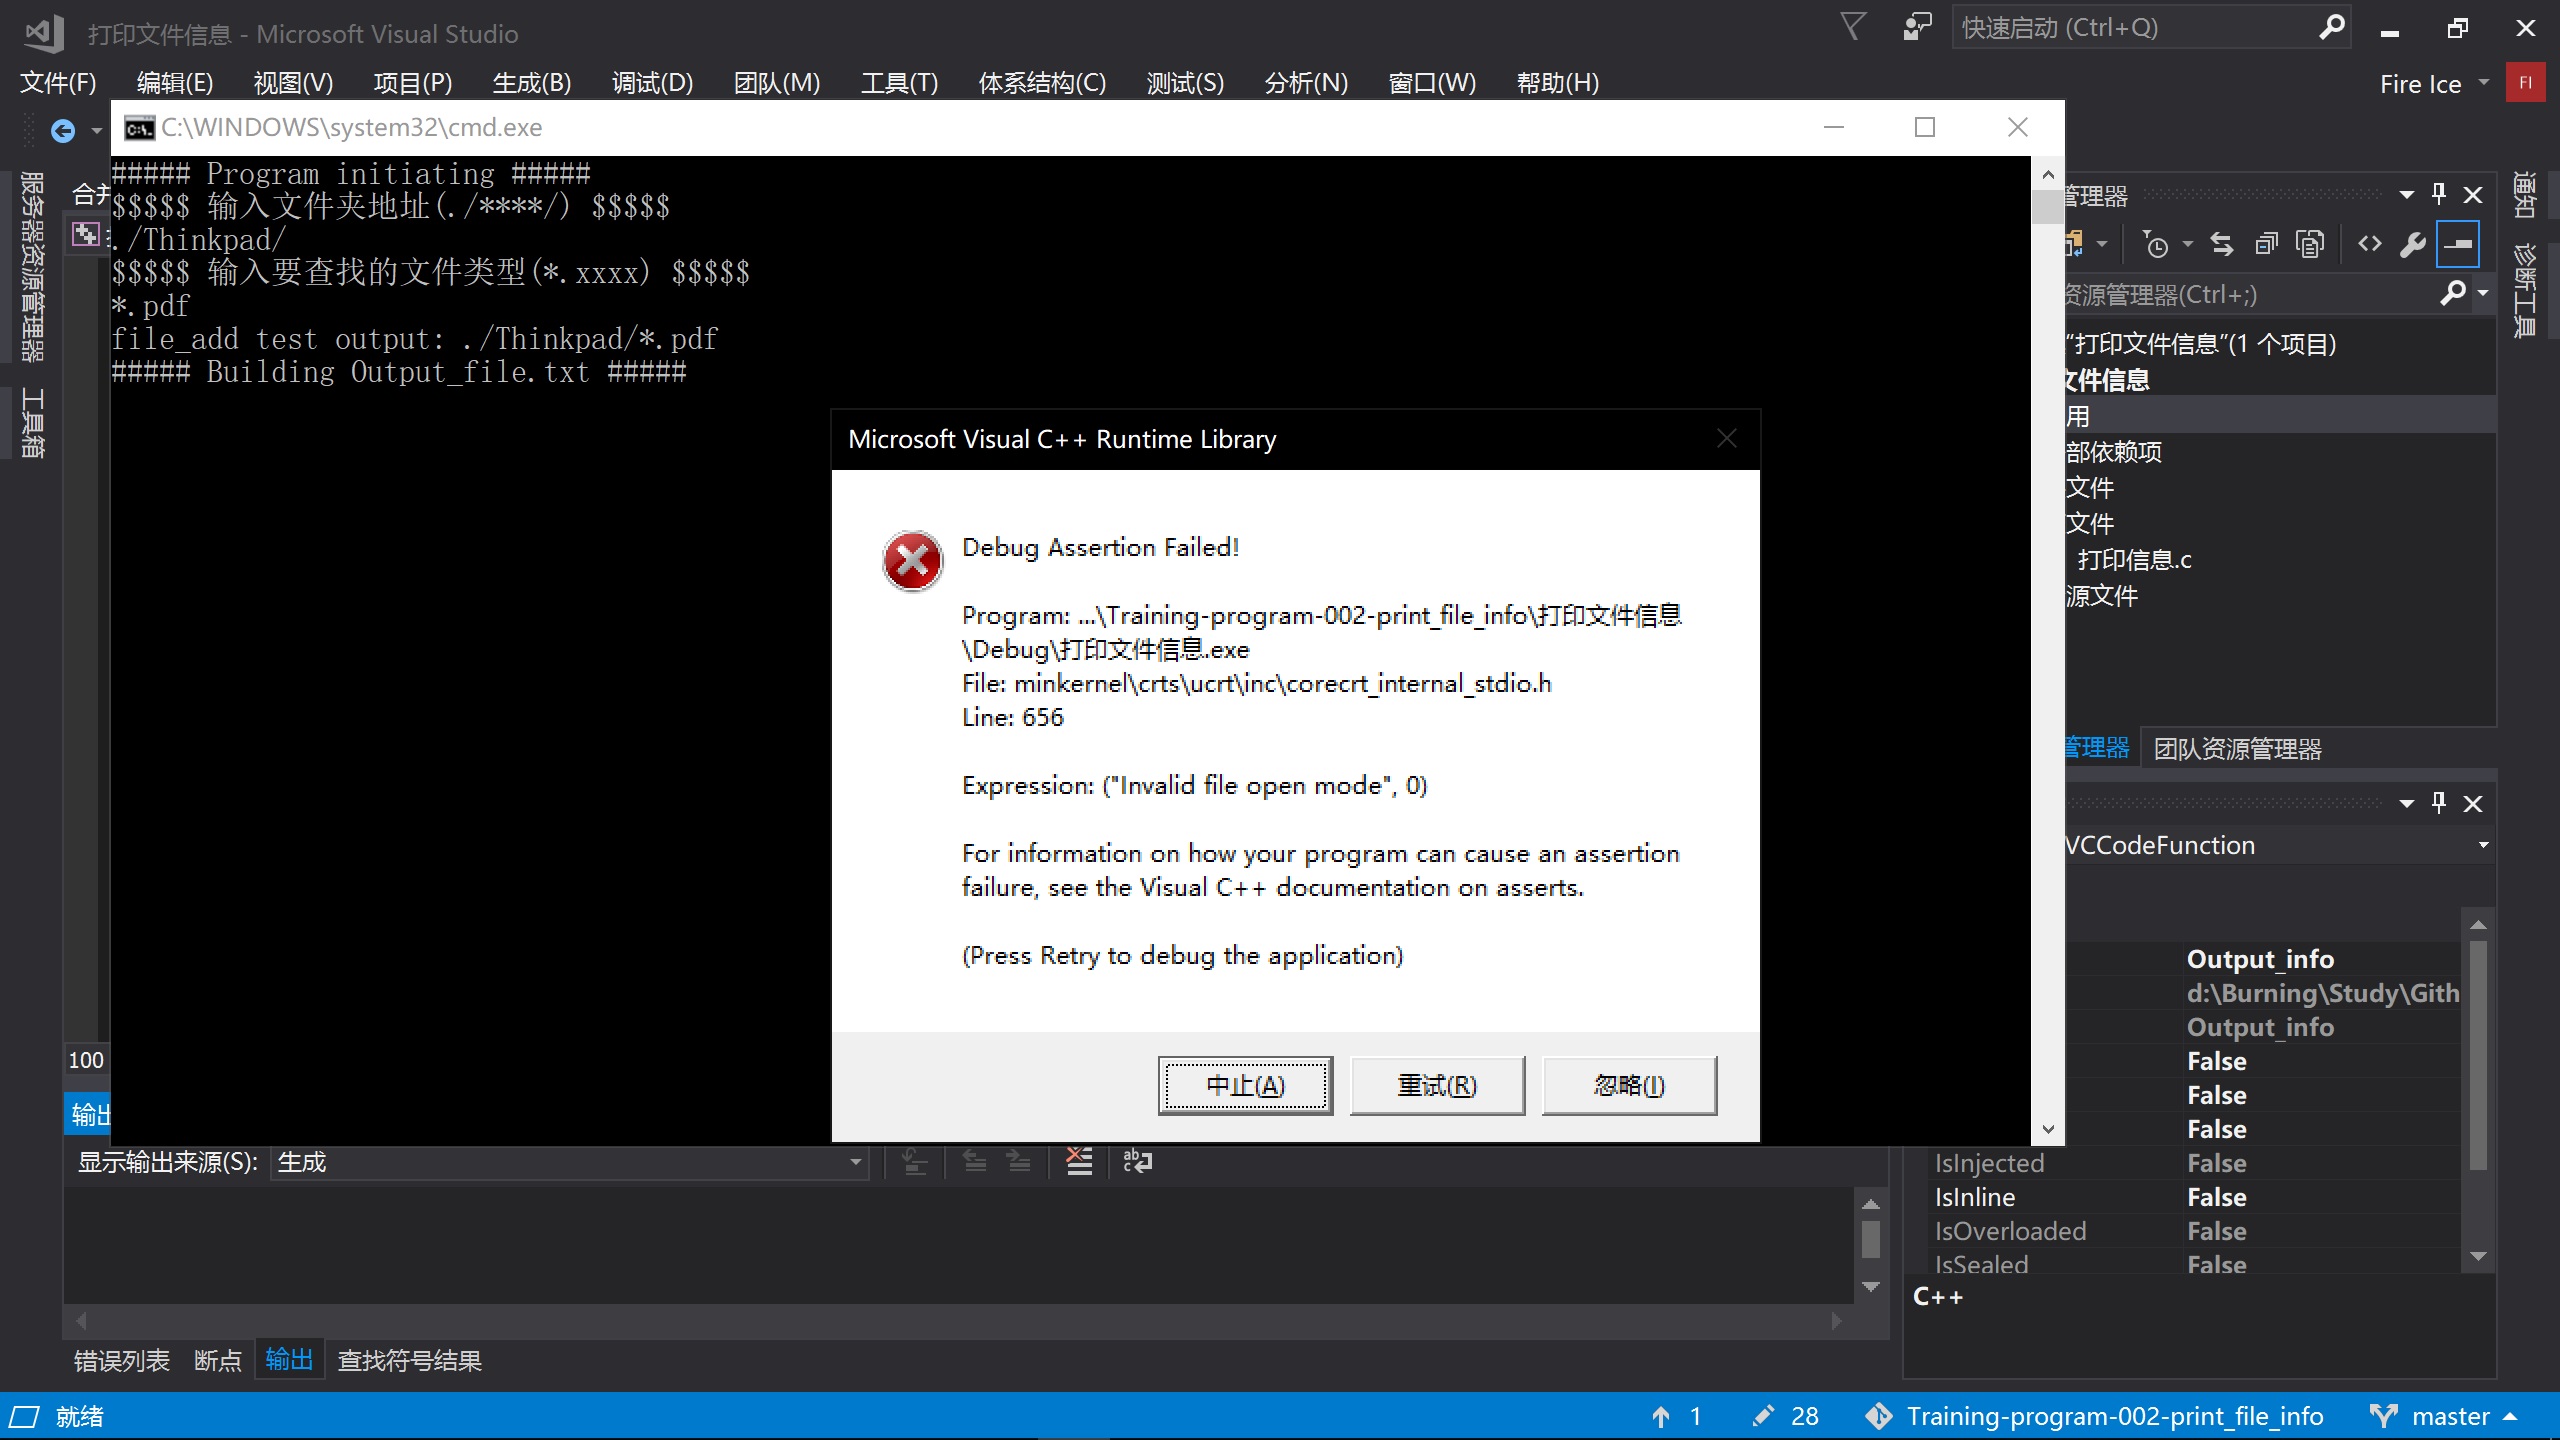 打印文件信息 - Microsoft Visual Studio
快速启动 (Ctrl+Q)
文件(F) 编辑(E) 视图(V) 项目(P) 生成(B) 调试(D) 团队(M) 工具(T) 体系结构(C) 测试(S) 分析(N) 窗口(W) 帮助(H)
Fire Ice
FI
C:\WINDOWS\system32\cmd.exe
##### Program initiating #####
$$$$$ 输入文件夹地址(./****/) $$$$$
./Thinkpad/
$$$$$ 输入要查找的文件类型(*.xxxx) $$$$$
*.pdf
file_add test output: ./Thinkpad/*.pdf
##### Building Output_file.txt #####
服务器资源管理器
工具箱
合并
Microsoft Visual C++ Runtime Library
Debug Assertion Failed!
Program: ...\Training-program-002-print_file_info\打印文件信息
\Debug\打印文件信息.exe
File: minkernel\crts\ucrt\inc\corecrt_internal_stdio.h
Line: 656
Expression: ("Invalid file open mode", 0)
For information on how your program can cause an assertion
failure, see the Visual C++ documentation on asserts.
(Press Retry to debug the application)
中止(A) 重试(R) 忽略(I)
管理器
资源管理器(Ctrl+;)
“打印文件信息”(1 个项目)
文件信息
用
部依赖项
文件
文件
打印信息.c
源文件
管理器 团队资源管理器
通知
诊断工具
VCCodeFunction
Output_info
d:\Burning\Study\Gith
Output_info
False
False
False
IsInjected False
IsInline False
IsOverloaded False
IsSealed False
C++
100
输出
显示输出来源(S): 生成
错误列表 断点 输出 查找符号结果
就绪
1 28 Training-program-002-print_file_info master